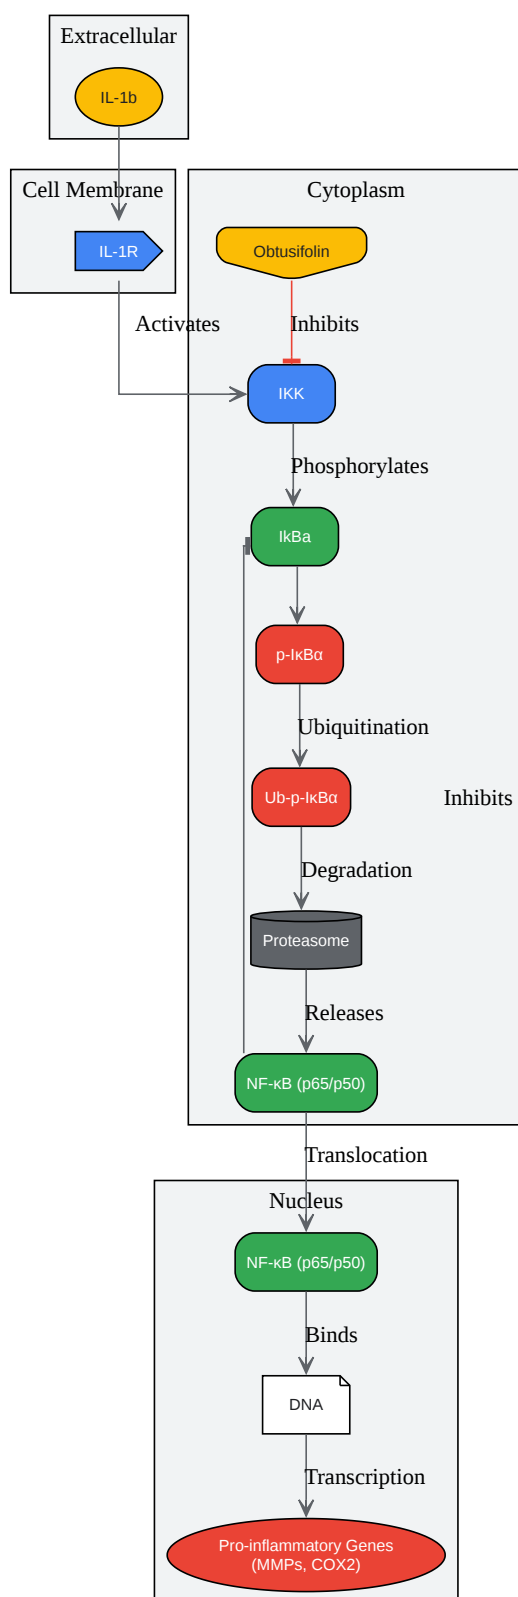 Extracellular
IL-1b
Cell Membrane
Cytoplasm
IL-1R
Obtusifolin
Activates
Inhibits
IKK
Phosphorylates
IkBa
p-IκBα
Ubiquitination
Ub-p-IκBα
Inhibits
Degradation
Proteasome
Releases
NF-κB (p65/p50)
Translocation
Nucleus
NF-κB (p65/p50)
Binds
DNA
Transcription
Pro-inflammatory Genes
(MMPs, COX2)